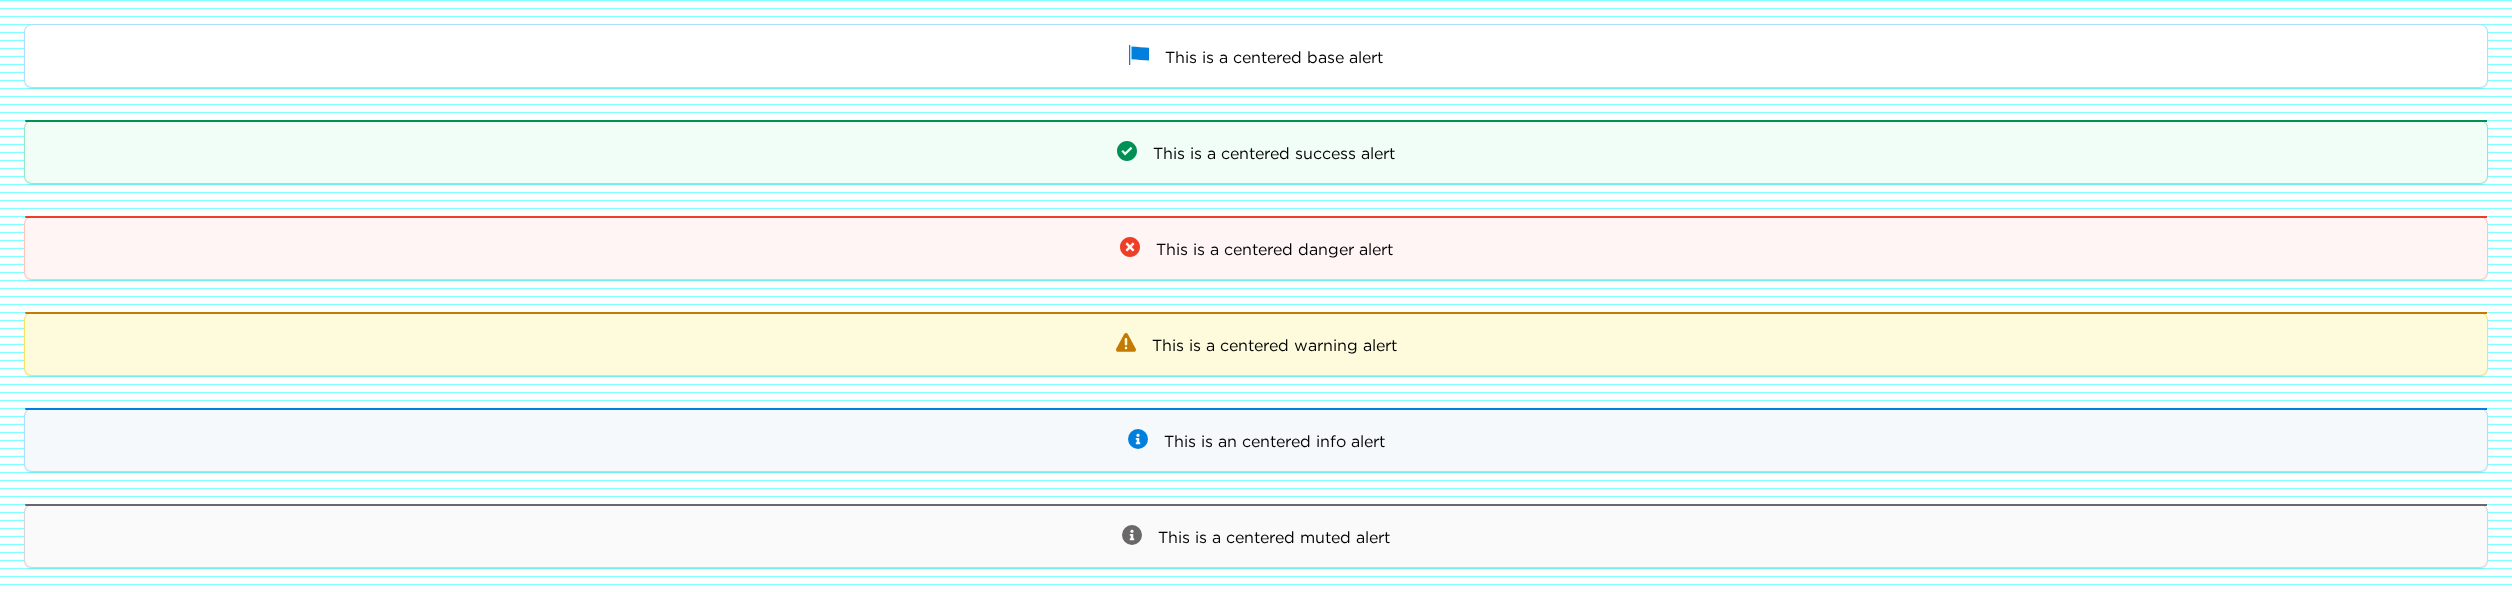 This is a centered base alert
This is a centered success alert
This is a centered danger alert
This is a centered warning alert
This is an centered info alert
This is a centered muted alert